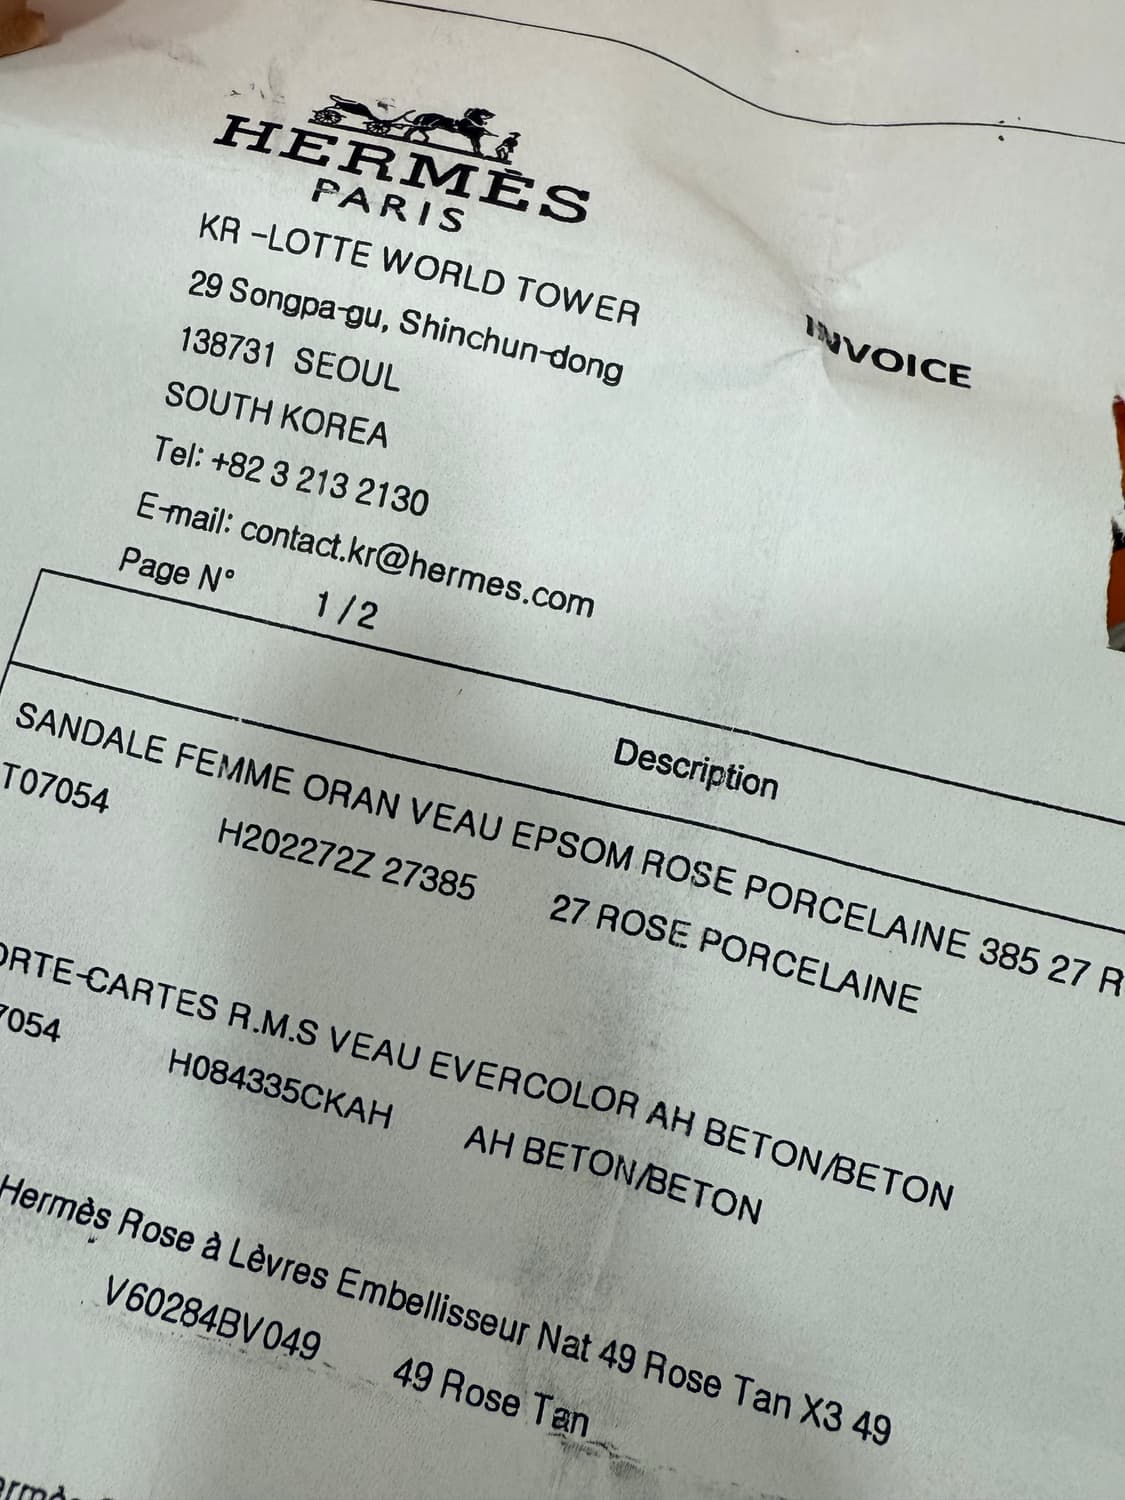 HERMÈS
PARIS
KR -LOTTE WORLD TOWER
29 Songpa-gu, Shinchun-dong
138731 SEOUL
SOUTH KOREA
Tel: +82 3 213 2130
E-mail: contact.kr@hermes.com
INVOICE
Page N° 1 / 2
Description
SANDALE FEMME ORAN VEAU EPSOM ROSE PORCELAINE 385 27 R
T07054 H202272Z 27385 27 ROSE PORCELAINE
ORTE-CARTES R.M.S VEAU EVERCOLOR AH BETON/BETON
7054 H084335CKAH AH BETON/BETON
Hermès Rose à Lèvres Embellisseur Nat 49 Rose Tan X3 49
V60284BV049 49 Rose Tan